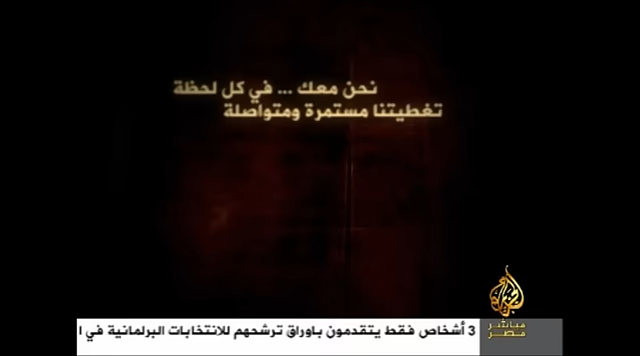 نحن معك ... في كل لحظة
تغطيتنا مستمرة ومتواصلة
الجزيرة
مباشر
مصر
3 أشخاص فقط يتقدمون باوراق ترشحهم للانتخابات البرلمانية في ا